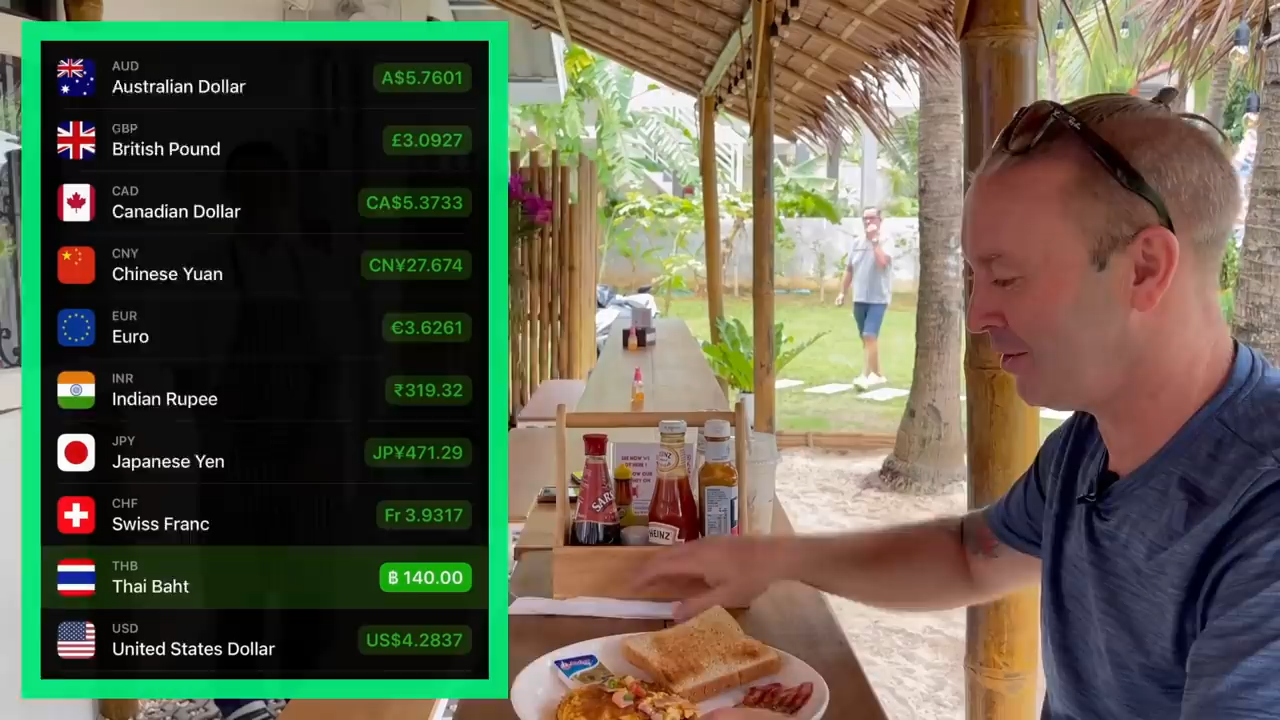 AUD
Australian Dollar
A$5.7601
GBP
British Pound
£3.0927
CAD
Canadian Dollar
CA$5.3733
CNY
Chinese Yuan
CN¥27.674
EUR
Euro
€3.6261
INR
Indian Rupee
₹319.32
JPY
Japanese Yen
JP¥471.29
CHF
Swiss Franc
Fr 3.9317
THB
Thai Baht
฿ 140.00
USD
United States Dollar
US$4.2837
HEINZ
HEINZ